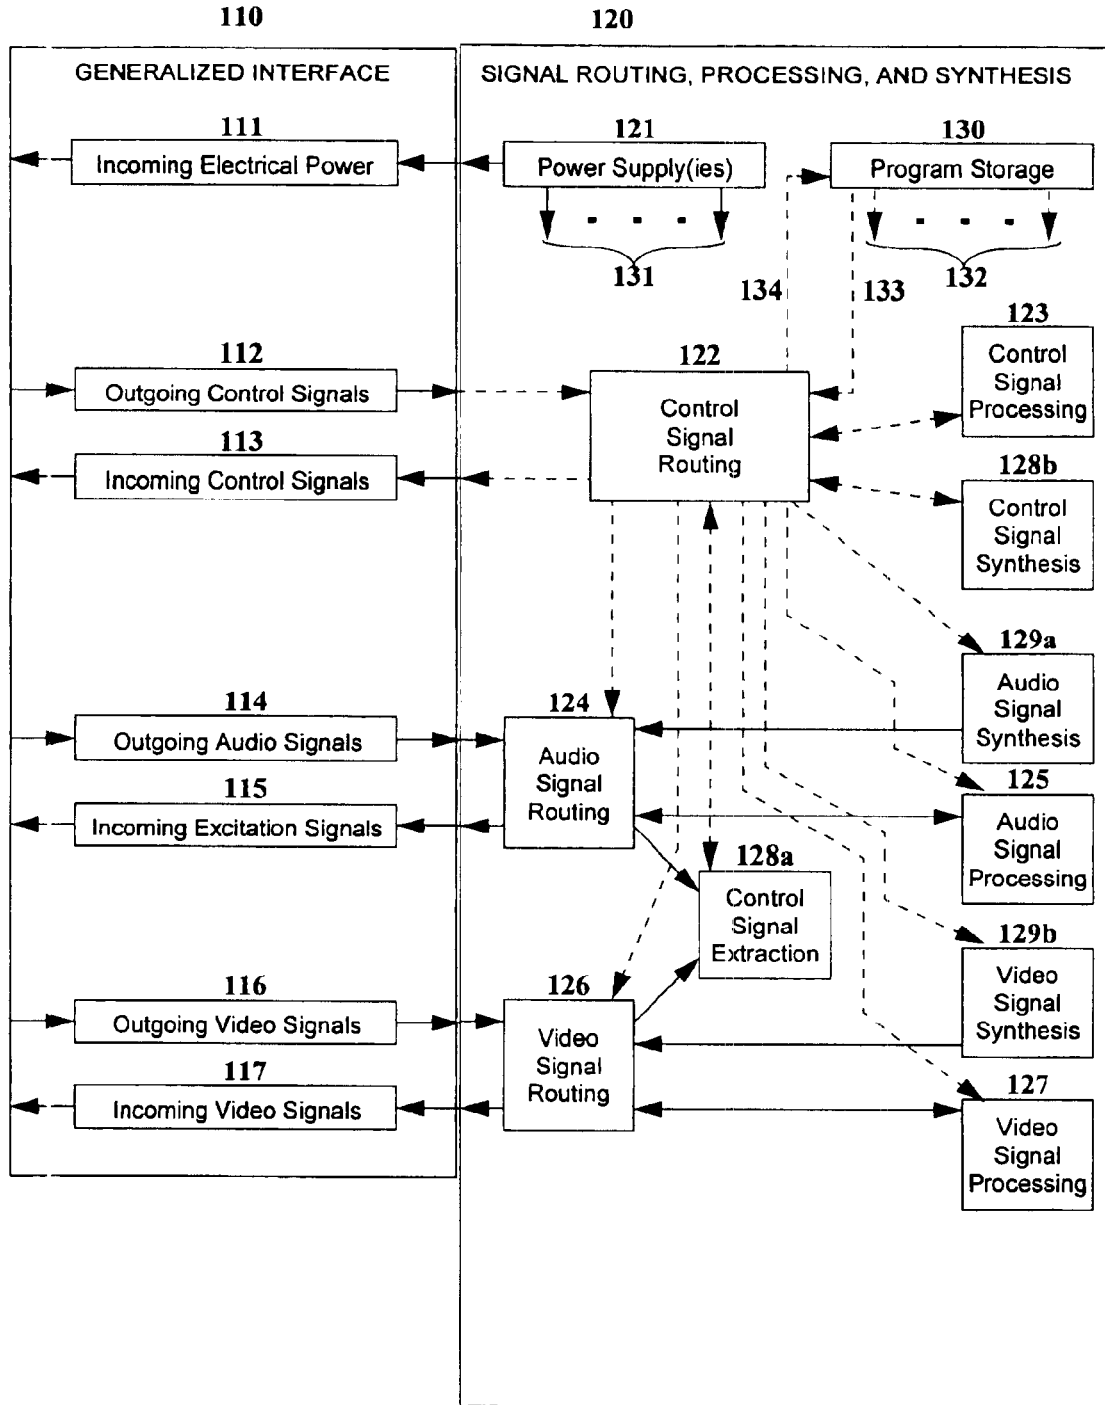 110
120
GENERALIZED INTERFACE
SIGNAL ROUTING, PROCESSING, AND SYNTHESIS
111
Incoming Electrical Power
121
Power Supply(ies)
130
Program Storage
131
134
133
132
112
Outgoing Control Signals
113
Incoming Control Signals
122
Control
Signal
Routing
123
Control
Signal
Processing
128b
Control
Signal
Synthesis
129a
Audio
Signal
Synthesis
114
Outgoing Audio Signals
115
Incoming Excitation Signals
124
Audio
Signal
Routing
125
Audio
Signal
Processing
128a
Control
Signal
Extraction
129b
Video
Signal
Synthesis
116
Outgoing Video Signals
117
Incoming Video Signals
126
Video
Signal
Routing
127
Video
Signal
Processing